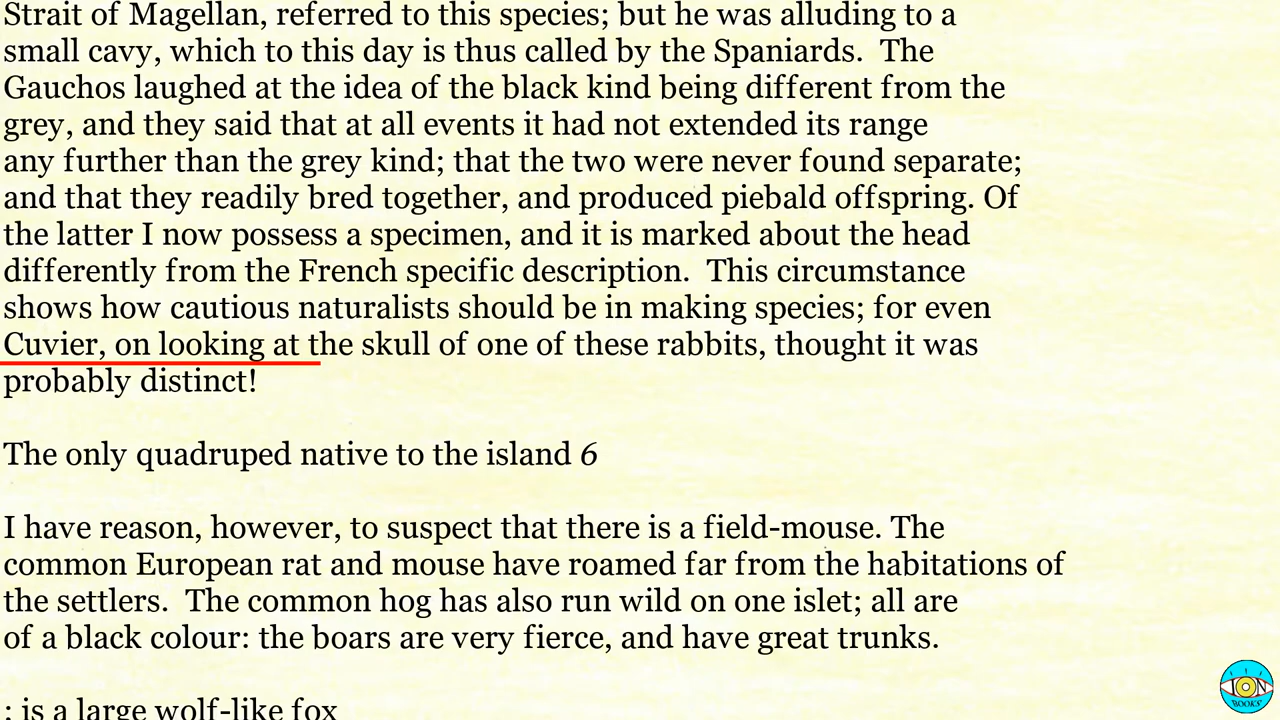 Strait of Magellan, referred to this species; but he was alluding to a
small cavy, which to this day is thus called by the Spaniards.  The
Gauchos laughed at the idea of the black kind being different from the
grey, and they said that at all events it had not extended its range
any further than the grey kind; that the two were never found separate;
and that they readily bred together, and produced piebald offspring. Of
the latter I now possess a specimen, and it is marked about the head
differently from the French specific description.  This circumstance
shows how cautious naturalists should be in making species; for even
Cuvier, on looking at the skull of one of these rabbits, thought it was
probably distinct!
The only quadruped native to the island 6
I have reason, however, to suspect that there is a field-mouse. The
common European rat and mouse have roamed far from the habitations of
the settlers.  The common hog has also run wild on one islet; all are
of a black colour: the boars are very fierce, and have great trunks.
; is a large wolf-like fox
ION
BOOKS